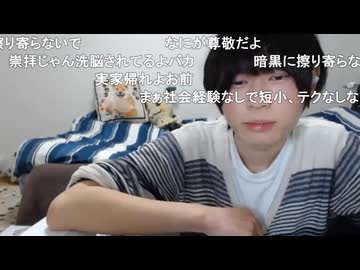 擦り寄らないで
なにが尊敬だよ
崇拝じゃん洗脳されてるよバカ
暗黒に擦り寄らな
実家帰れよお前
まぁ社会経験なしで短小、テクなしな